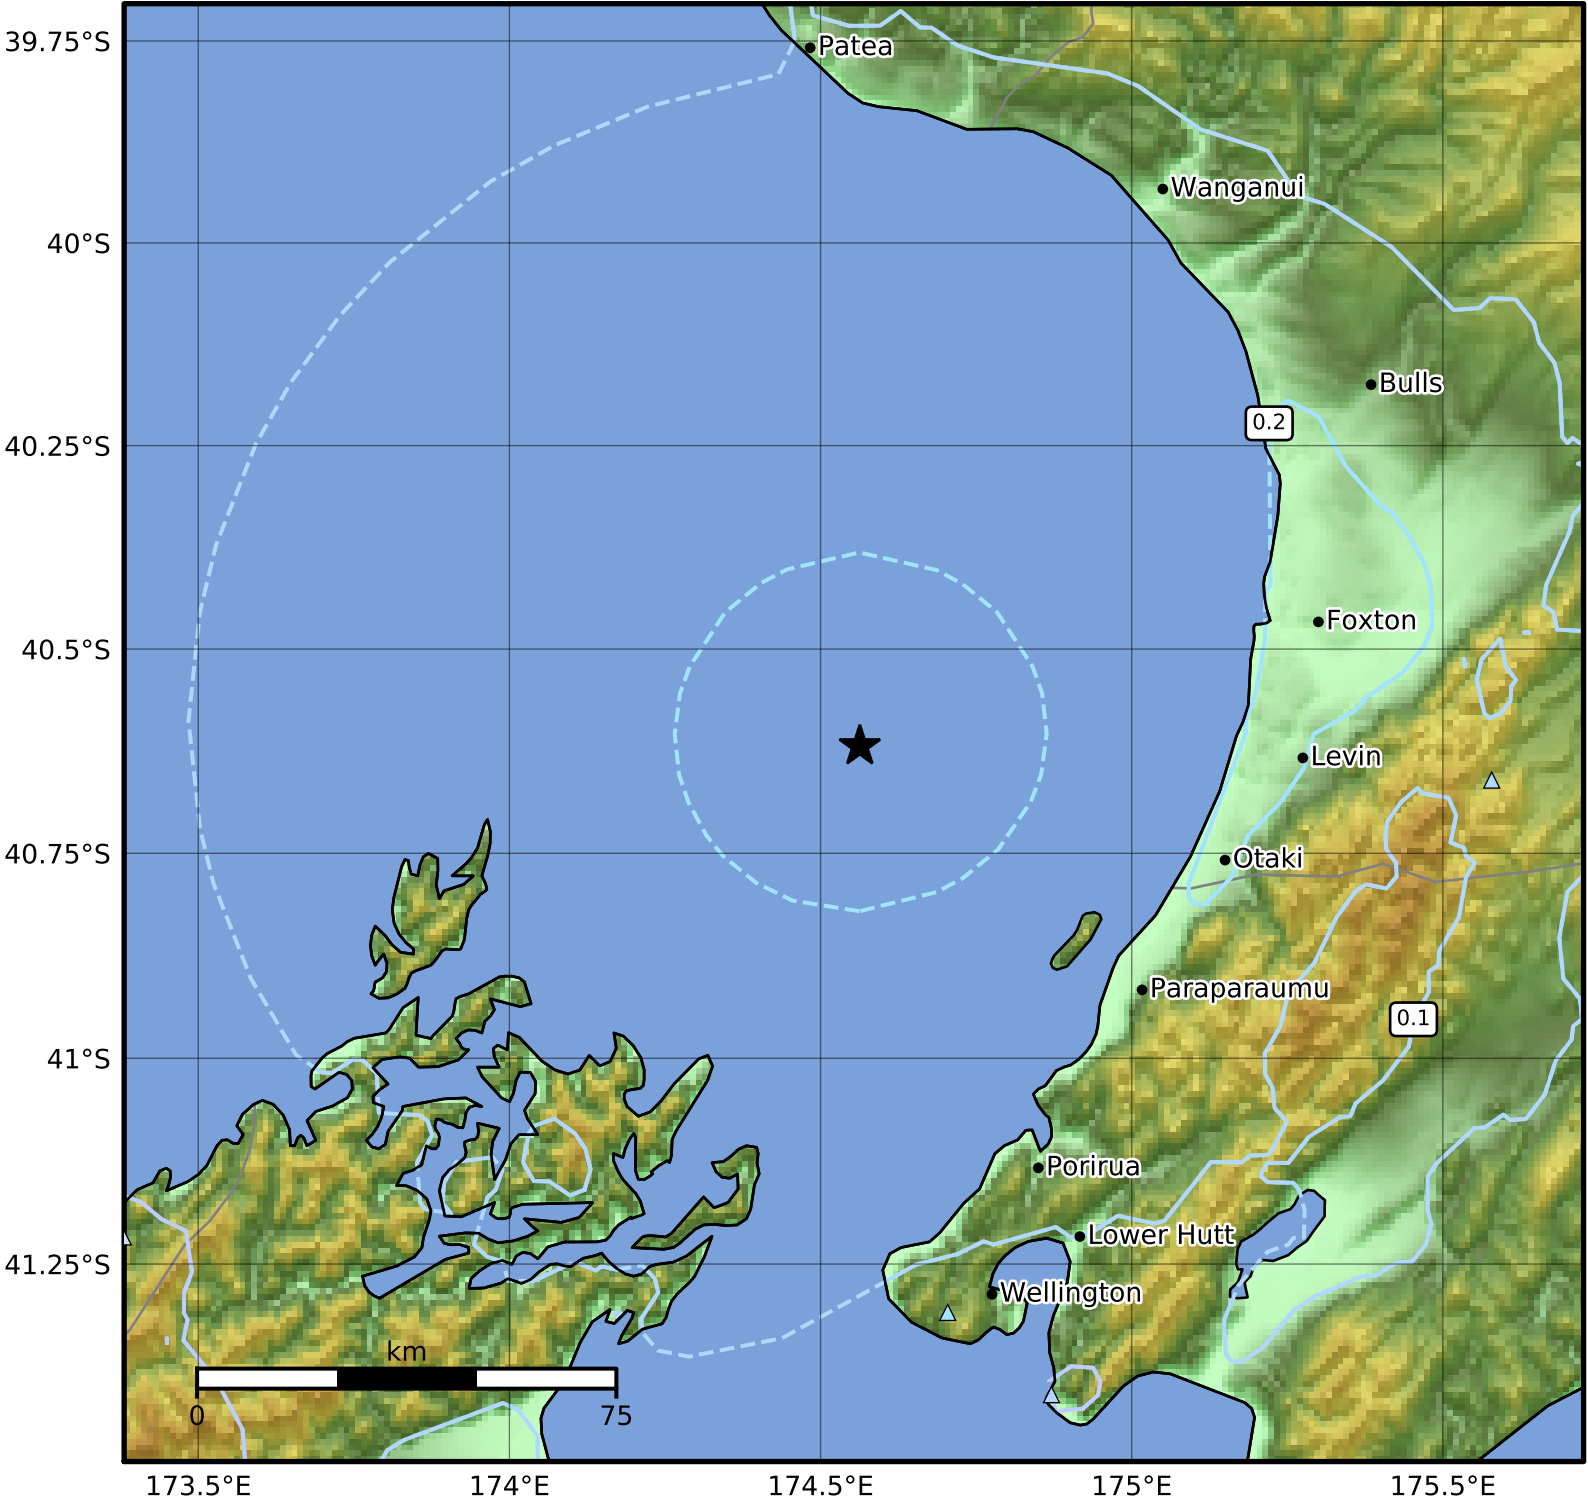 39.75°S
Patea
Wanganui
40°S
Bulls
0.2
40.25°S
Foxton
40.5°S
Levin
40.75°S
Otaki
Paraparaumu
0.1
41°S
Porirua
Lower Hutt
41.25°S
Wellington
km
0 75
173.5°E 174°E 174.5°E 175°E 175.5°E